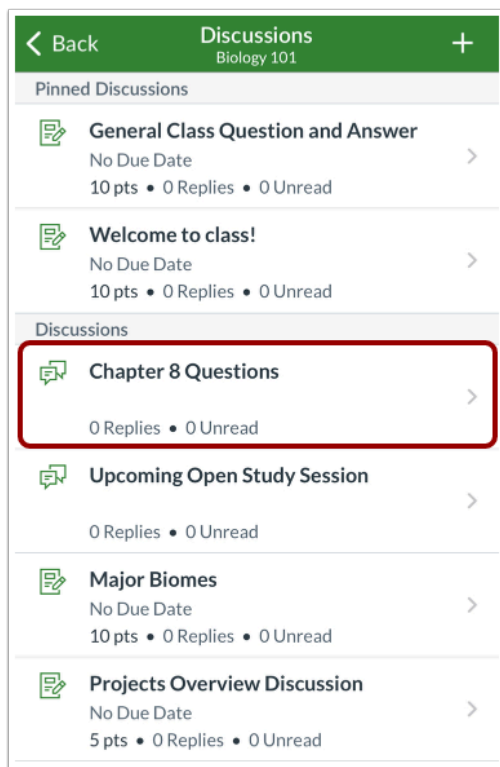 Back
Discussions
Biology 101
Pinned Discussions
General Class Question and Answer
No Due Date
10 pts • 0 Replies • 0 Unread
Welcome to class!
No Due Date
10 pts • 0 Replies • 0 Unread
Discussions
Chapter 8 Questions
0 Replies • 0 Unread
Upcoming Open Study Session
0 Replies • 0 Unread
Major Biomes
No Due Date
10 pts • 0 Replies • 0 Unread
Projects Overview Discussion
No Due Date
5 pts • 0 Replies • 0 Unread